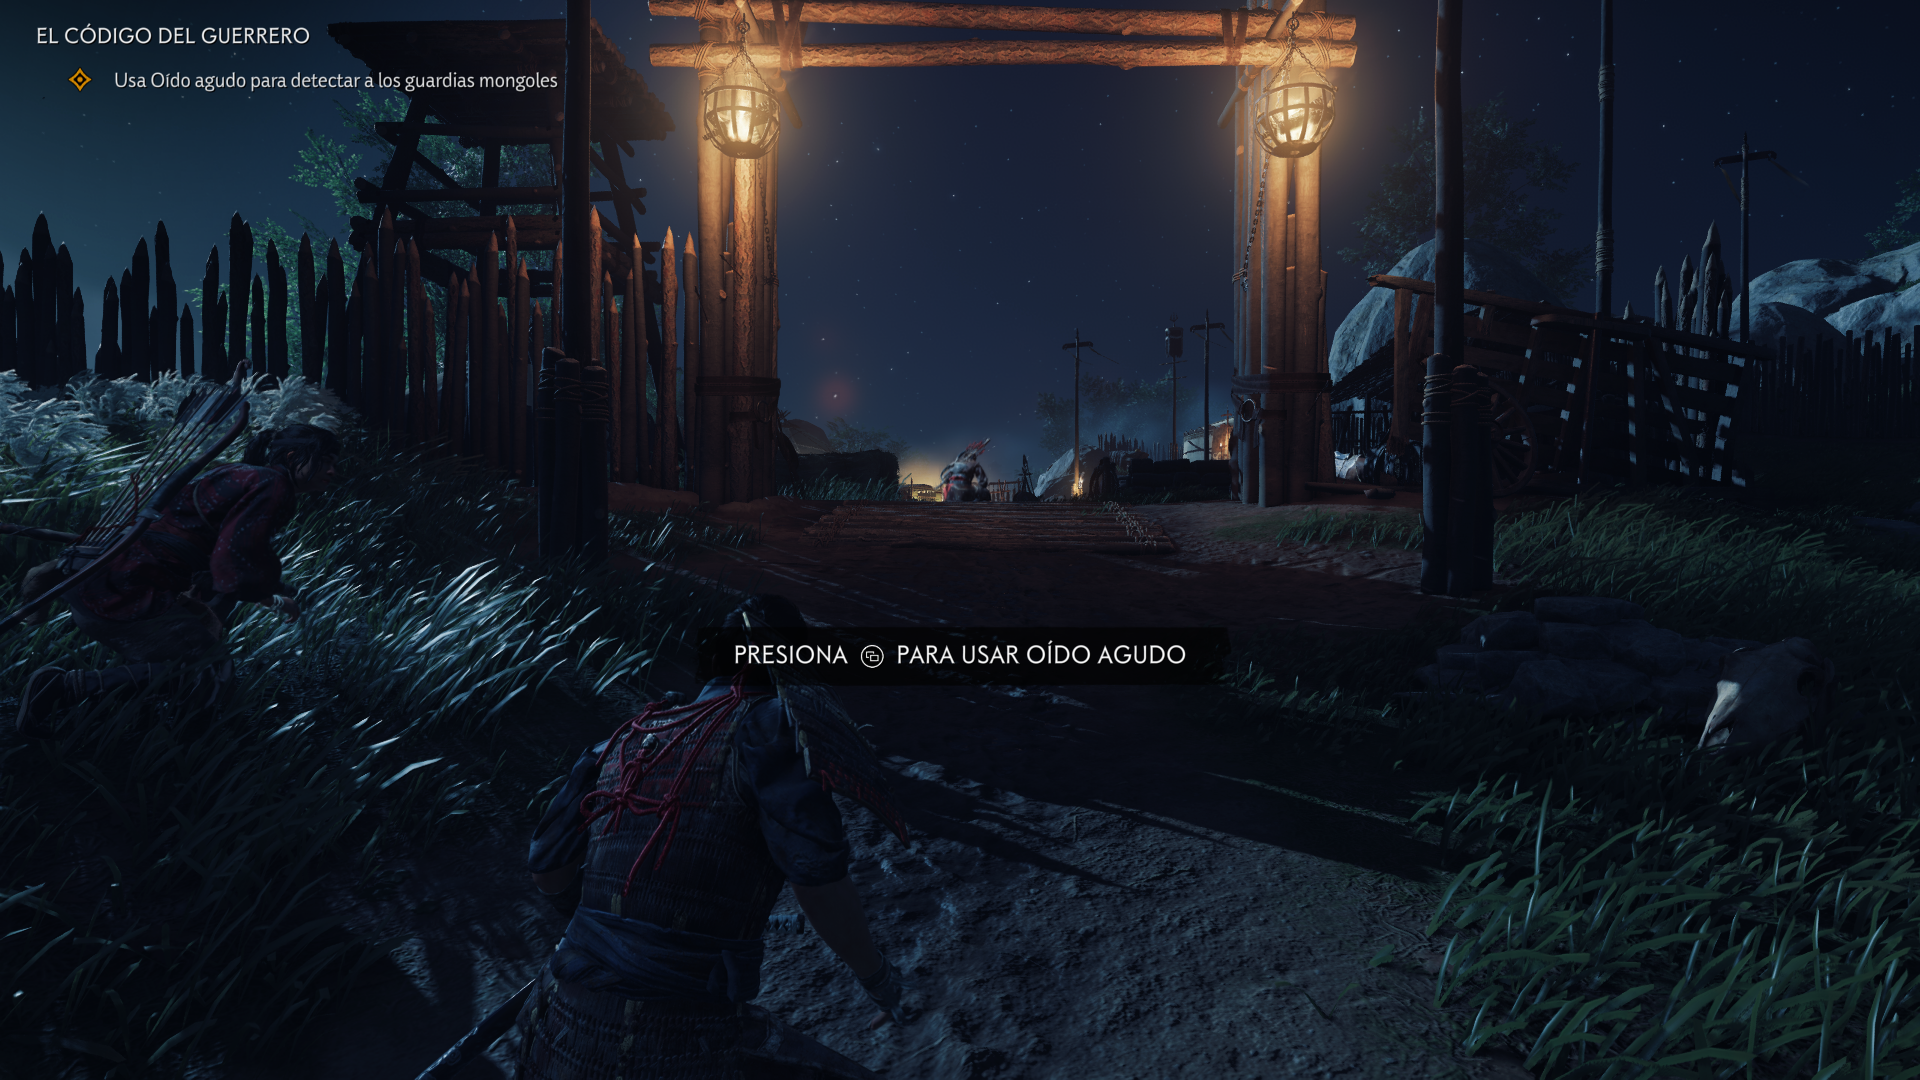 EL CÓDIGO DEL GUERRERO
Usa Oído agudo para detectar a los guardias mongoles
PRESIONA PARA USAR OÍDO AGUDO